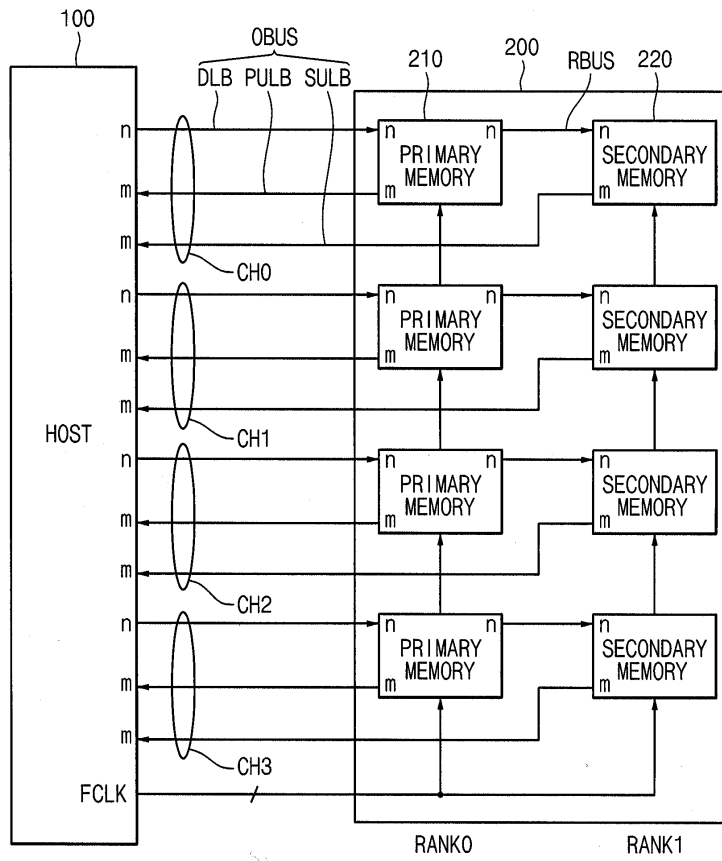 100
OBUS
DLB PULB SULB
210
200
RBUS
220
HOST
n
m
m
CH0
n
m
m
CH1
n
m
m
CH2
n
m
m
CH3
FCLK
n n
PRIMARY
MEMORY
m
n
SECONDARY
MEMORY
m
n n
PRIMARY
MEMORY
m
n
SECONDARY
MEMORY
m
n n
PRIMARY
MEMORY
m
n
SECONDARY
MEMORY
m
n n
PRIMARY
MEMORY
m
n
SECONDARY
MEMORY
m
RANK0
RANK1